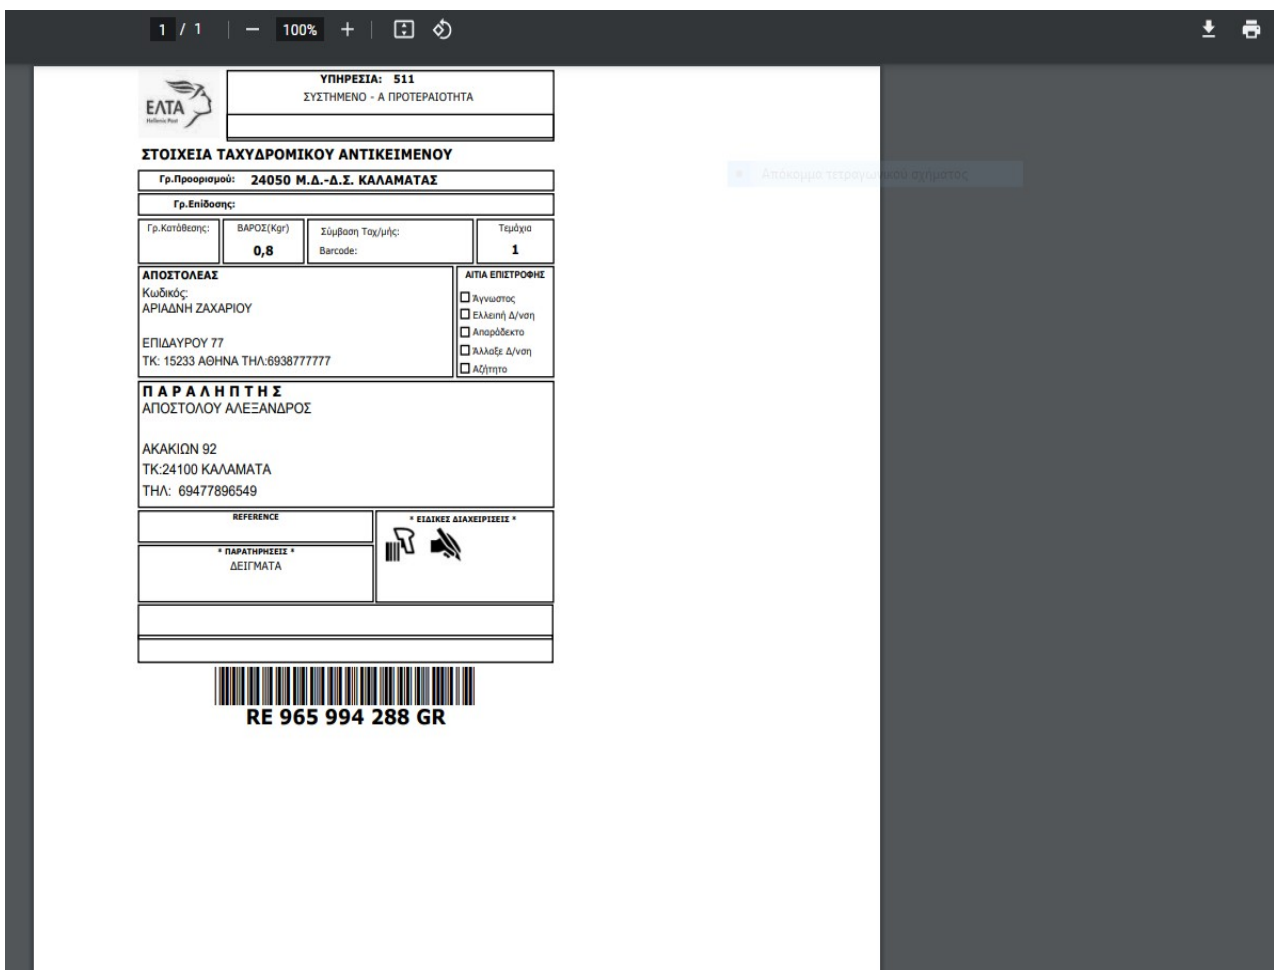 1 / 1 100%
ΕΛΤΑ
Hellenic Post
ΥΠΗΡΕΣΙΑ: 511
ΣΥΣΤΗΜΕΝΟ - Α ΠΡΟΤΕΡΑΙΟΤΗΤΑ
ΣΤΟΙΧΕΙΑ ΤΑΧΥΔΡΟΜΙΚΟΥ ΑΝΤΙΚΕΙΜΕΝΟΥ
Απόκομμα τετραγωνικού σχήματος
Γρ.Προορισμού: 24050 Μ.Δ.-Δ.Σ. ΚΑΛΑΜΑΤΑΣ
Γρ.Επίδοσης:
Γρ.Κατάθεσης: ΒΑΡΟΣ(Kgr) Σύμβαση Ταχ/μής: Τεμάχια
0,8 Barcode: 1
ΑΠΟΣΤΟΛΕΑΣ
Κωδικός:
ΑΡΙΑΔΝΗ ΖΑΧΑΡΙΟΥ
ΕΠΙΔΑΥΡΟΥ 77
ΤΚ: 15233 ΑΘΗΝΑ ΤΗΛ:6938777777
ΑΙΤΙΑ ΕΠΙΣΤΡΟΦΗΣ
Άγνωστος
Ελλειπή Δ/νση
Απαράδεκτο
Άλλαξε Δ/νση
Αζήτητο
Π Α Ρ Α Λ Η Π Τ Η Σ
ΑΠΟΣΤΟΛΟΥ ΑΛΕΞΑΝΔΡΟΣ
ΑΚΑΚΙΩΝ 92
ΤΚ:24100 ΚΑΛΑΜΑΤΑ
ΤΗΛ: 69477896549
REFERENCE
* ΠΑΡΑΤΗΡΗΣΕΙΣ *
ΔΕΙΓΜΑΤΑ
* ΕΙΔΙΚΕΣ ΔΙΑΧΕΙΡΙΣΕΙΣ *
RE 965 994 288 GR